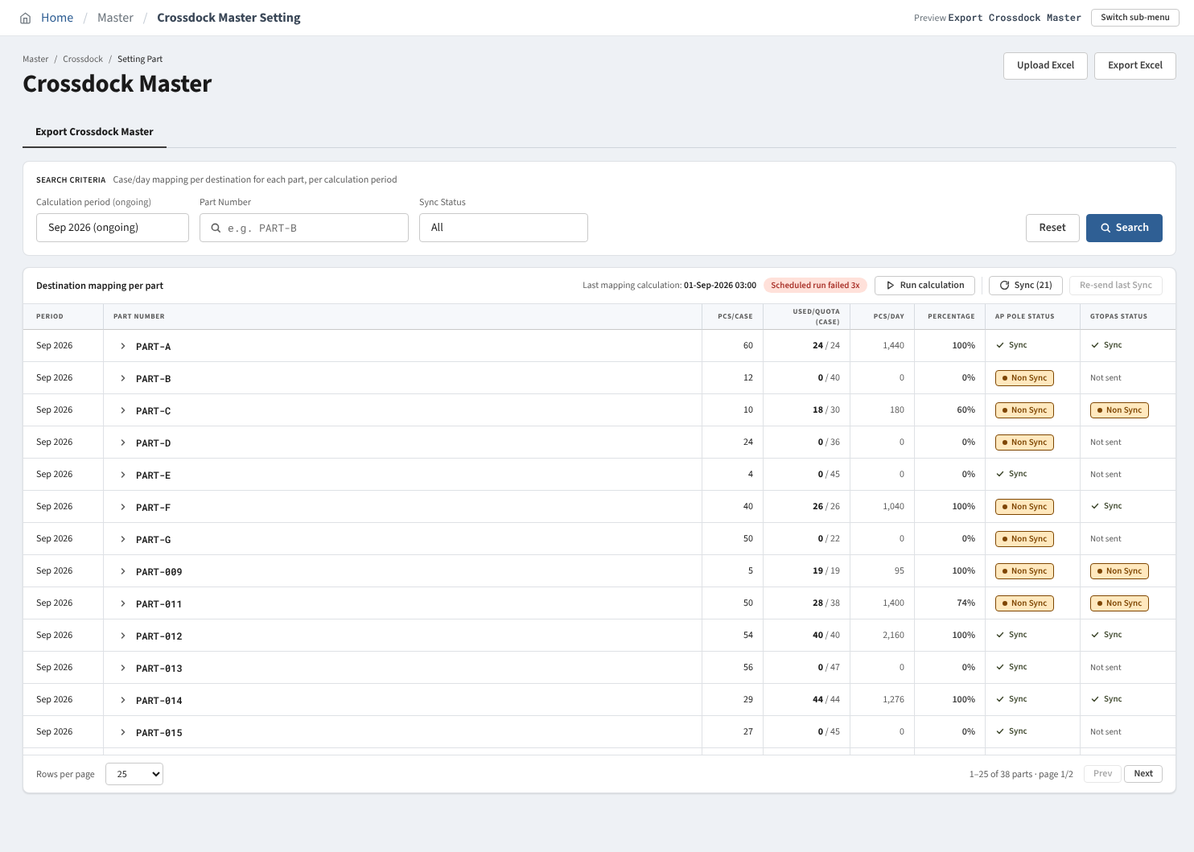 Home / Master / Crossdock Master Setting
Preview Export Crossdock Master Switch sub-menu
Master / Crossdock / Setting Part
Crossdock Master
Upload Excel Export Excel
Export Crossdock Master
SEARCH CRITERIA Case/day mapping per destination for each part, per calculation period
Calculation period (ongoing) Part Number Sync Status
Sep 2026 (ongoing) e.g. PART-B All Reset Search
Destination mapping per part Last mapping calculation: 01-Sep-2026 03:00 Scheduled run failed 3x Run calculation Sync (21) Re-send last Sync
PERIOD PART NUMBER PCS/CASE USED/QUOTA (CASE) PCS/DAY PERCENTAGE AP POLE STATUS GTOPAS STATUS
Sep 2026 PART-A 60 24 / 24 1,440 100% Sync Sync
Sep 2026 PART-B 12 0 / 40 0 0% Non Sync Not sent
Sep 2026 PART-C 10 18 / 30 180 60% Non Sync Non Sync
Sep 2026 PART-D 24 0 / 36 0 0% Non Sync Not sent
Sep 2026 PART-E 4 0 / 45 0 0% Sync Not sent
Sep 2026 PART-F 40 26 / 26 1,040 100% Non Sync Sync
Sep 2026 PART-G 50 0 / 22 0 0% Non Sync Not sent
Sep 2026 PART-009 5 19 / 19 95 100% Non Sync Non Sync
Sep 2026 PART-011 50 28 / 38 1,400 74% Non Sync Non Sync
Sep 2026 PART-012 54 40 / 40 2,160 100% Sync Sync
Sep 2026 PART-013 56 0 / 47 0 0% Sync Not sent
Sep 2026 PART-014 29 44 / 44 1,276 100% Sync Sync
Sep 2026 PART-015 27 0 / 45 0 0% Sync Not sent
Rows per page 25 1–25 of 38 parts · page 1/2 Prev Next